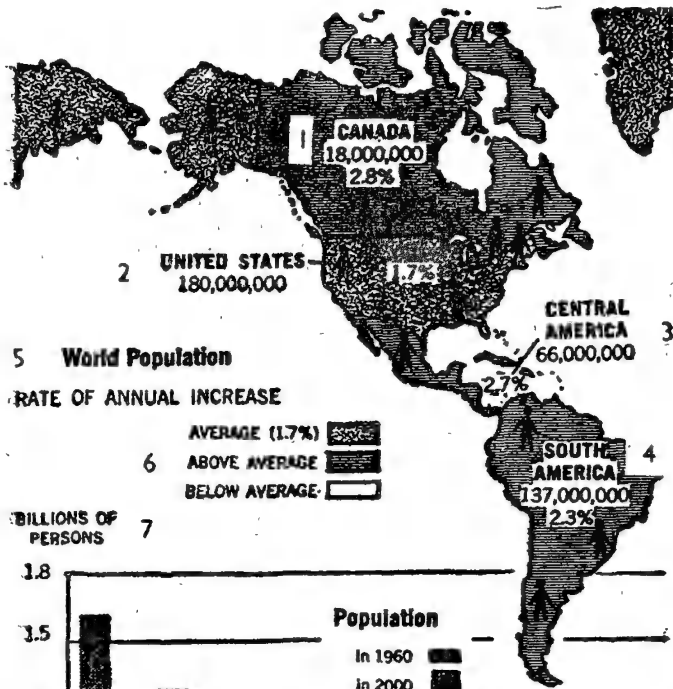 1
CANADA
18,000,000
2.8%
2
UNITED STATES
180,000,000
1.7%
CENTRAL
AMERICA
66,000,000
3
2.7%
5 World Population
RATE OF ANNUAL INCREASE
AVERAGE (1.7%)
6 ABOVE AVERAGE
BELOW AVERAGE
SOUTH
AMERICA
137,000,000
2.3%
4
BILLIONS OF
PERSONS
7
1.8
1.5
Population
In 1960
in 2000